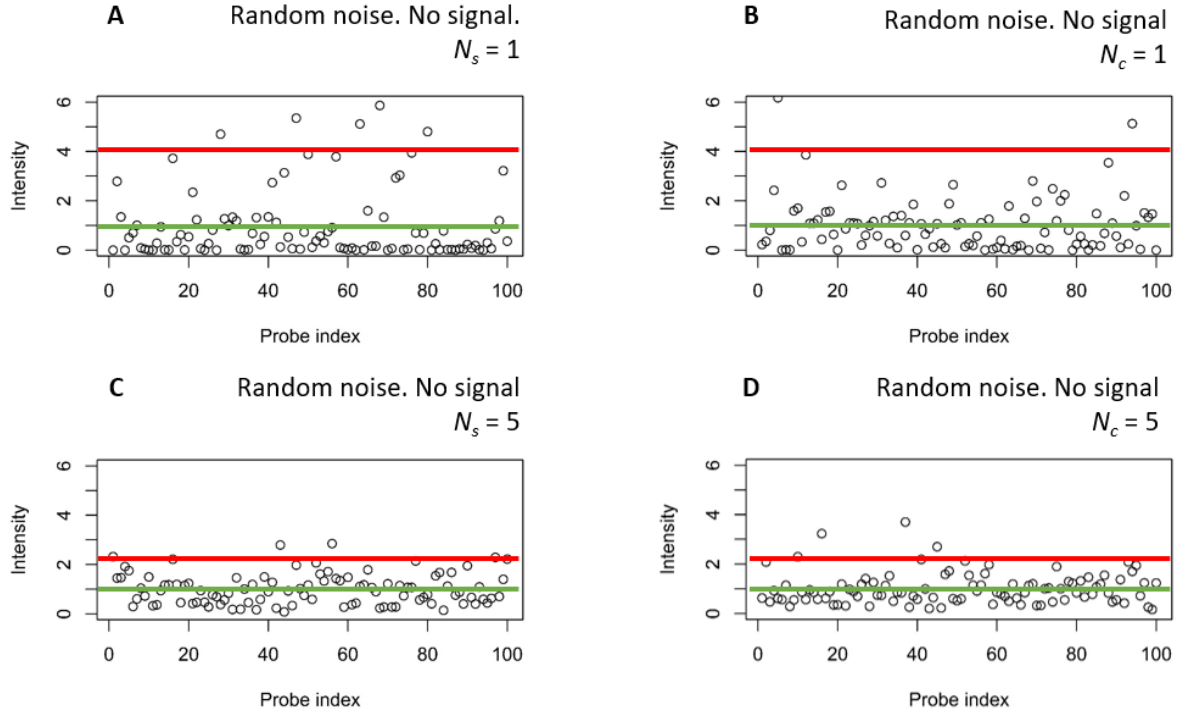 A
Random noise. No signal.
Ns = 1
Intensity
6
4
2
0
0 20 40 60 80 100
Probe index
B
Random noise. No signal
Nc = 1
Intensity
6
4
2
0
0 20 40 60 80 100
Probe index
C
Random noise. No signal
Ns = 5
Intensity
6
4
2
0
0 20 40 60 80 100
Probe index
D
Random noise. No signal
Nc = 5
Intensity
6
4
2
0
0 20 40 60 80 100
Probe index